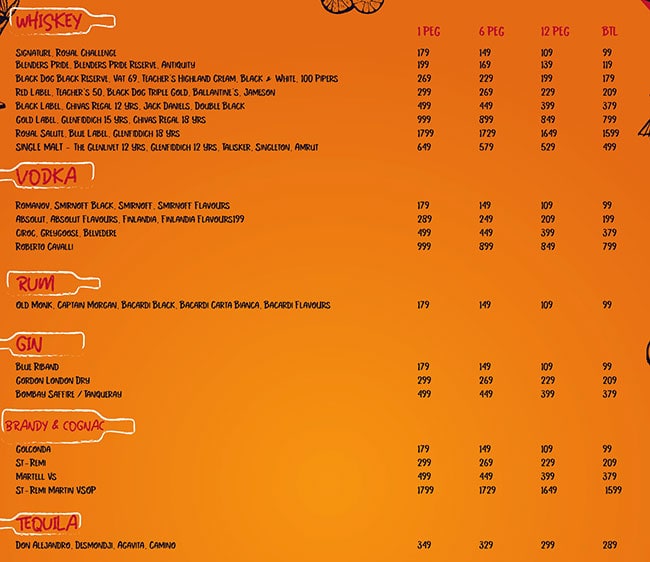 WHISKEY 1 PEG 6 PEG 12 PEG BTL
Signature, Royal Challenge 179 149 109 99
Blenders Pride, Blenders Pride Reserve, Antiquity 199 169 139 119
Black Dog Black Reserve, Vat 69, Teacher's Highland Cream, Black & White, 100 Pipers 269 229 199 179
Red Label, Teacher's 50, Black Dog Triple Gold, Ballantine's, Jameson 299 269 229 209
Black Label, Chivas Regal 12 Yrs, Jack Daniels, Double Black 499 449 399 379
Gold Label, Glenfiddich 15 Yrs, Chivas Regal 18 Yrs 999 899 849 799
Royal Salute, Blue Label, Glenfiddich 18 Yrs 1799 1729 1649 1599
SINGLE MALT - The Glenlivet 12 Yrs, Glenfiddich 12 Yrs, Talisker, Singleton, Amrut 649 579 529 499
VODKA
Romanov, Smirnoff Black, Smirnoff, Smirnoff Flavours 179 149 109 99
Absolut, Absolut Flavours, Finlandia, Finlandia Flavours199 289 249 209 199
Ciroc, Greygoose, Belvedere 499 449 399 379
Roberto Cavalli 999 899 849 799
RUM
Old Monk, Captain Morgan, Bacardi Black, Bacardi Carta Bianca, Bacardi Flavours 179 149 109 99
GIN
Blue Riband 179 149 109 99
Gordon London Dry 299 269 229 209
Bombay Saffire / Tanqueray 499 449 399 379
BRANDY & COGNAC
Golconda 179 149 109 99
St-Remi 299 269 229 209
Martell Vs 499 449 399 379
St-Remi Martin VSOP 1799 1729 1649 1599
TEQUILA
Don Alejandro, Desmondji, Agavita, Camino 349 329 299 289